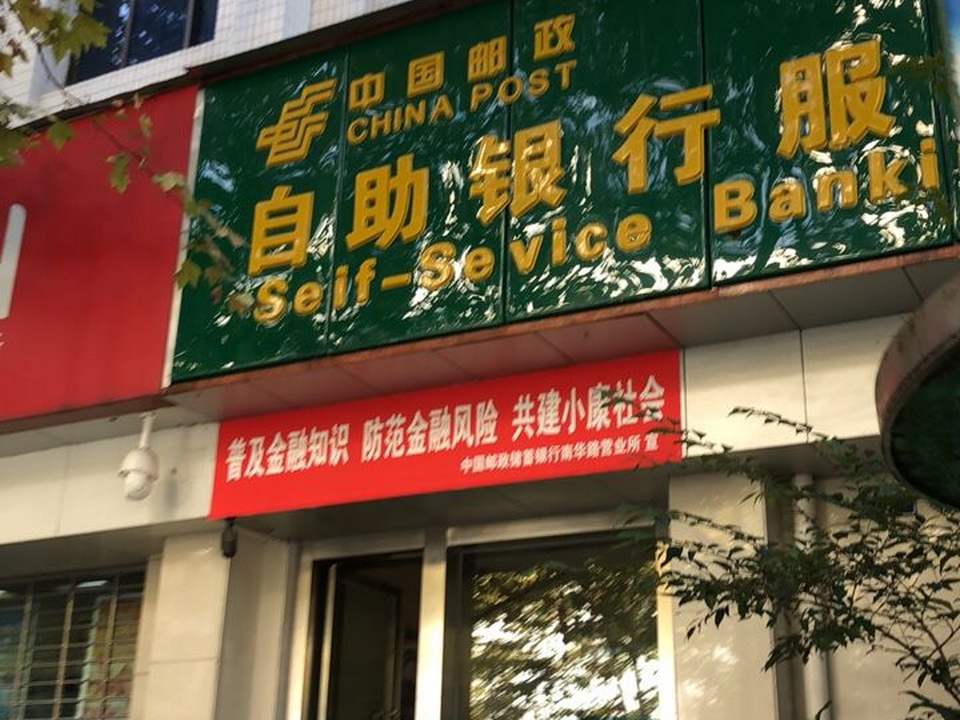 中国邮政
CHINA POST
自助银行服
Self-Sevice Banki
普及金融知识 防范金融风险 共建小康社会
中国邮政储蓄银行南华路营业所 宣